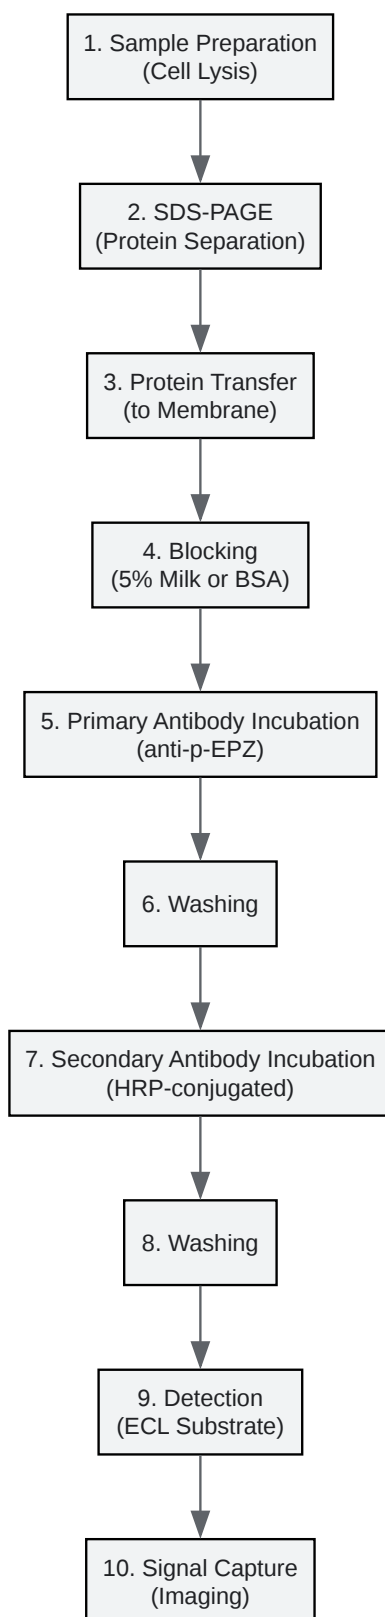 1. Sample Preparation
(Cell Lysis)
2. SDS-PAGE
(Protein Separation)
3. Protein Transfer
(to Membrane)
4. Blocking
(5% Milk or BSA)
5. Primary Antibody Incubation
(anti-p-EPZ)
6. Washing
7. Secondary Antibody Incubation
(HRP-conjugated)
8. Washing
9. Detection
(ECL Substrate)
10. Signal Capture
(Imaging)